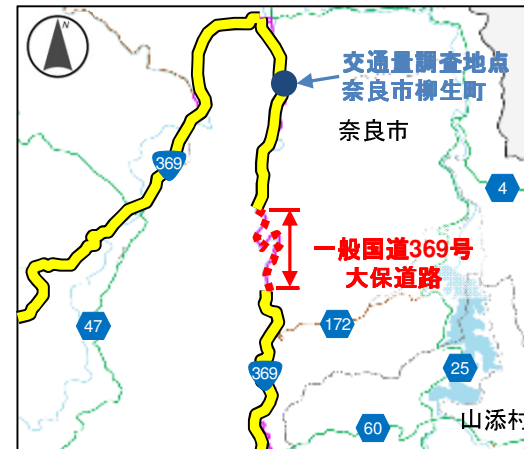 N
交通量調査地点
奈良市柳生町
奈良市
369
4
一般国道369号
大保道路
47
172
369
25
60
山添村